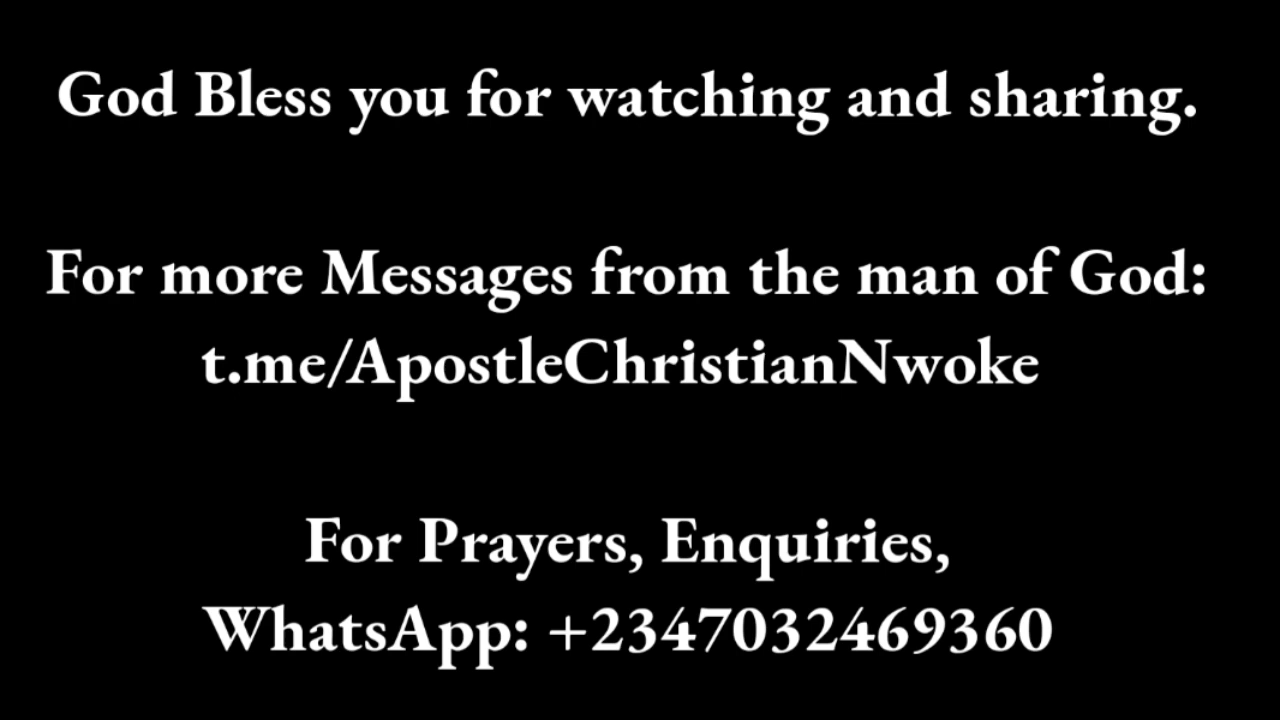 God Bless you for watching and sharing.
For more Messages from the man of God:
t.me/ApostleChristianNwoke
For Prayers, Enquiries,
WhatsApp: +2347032469360